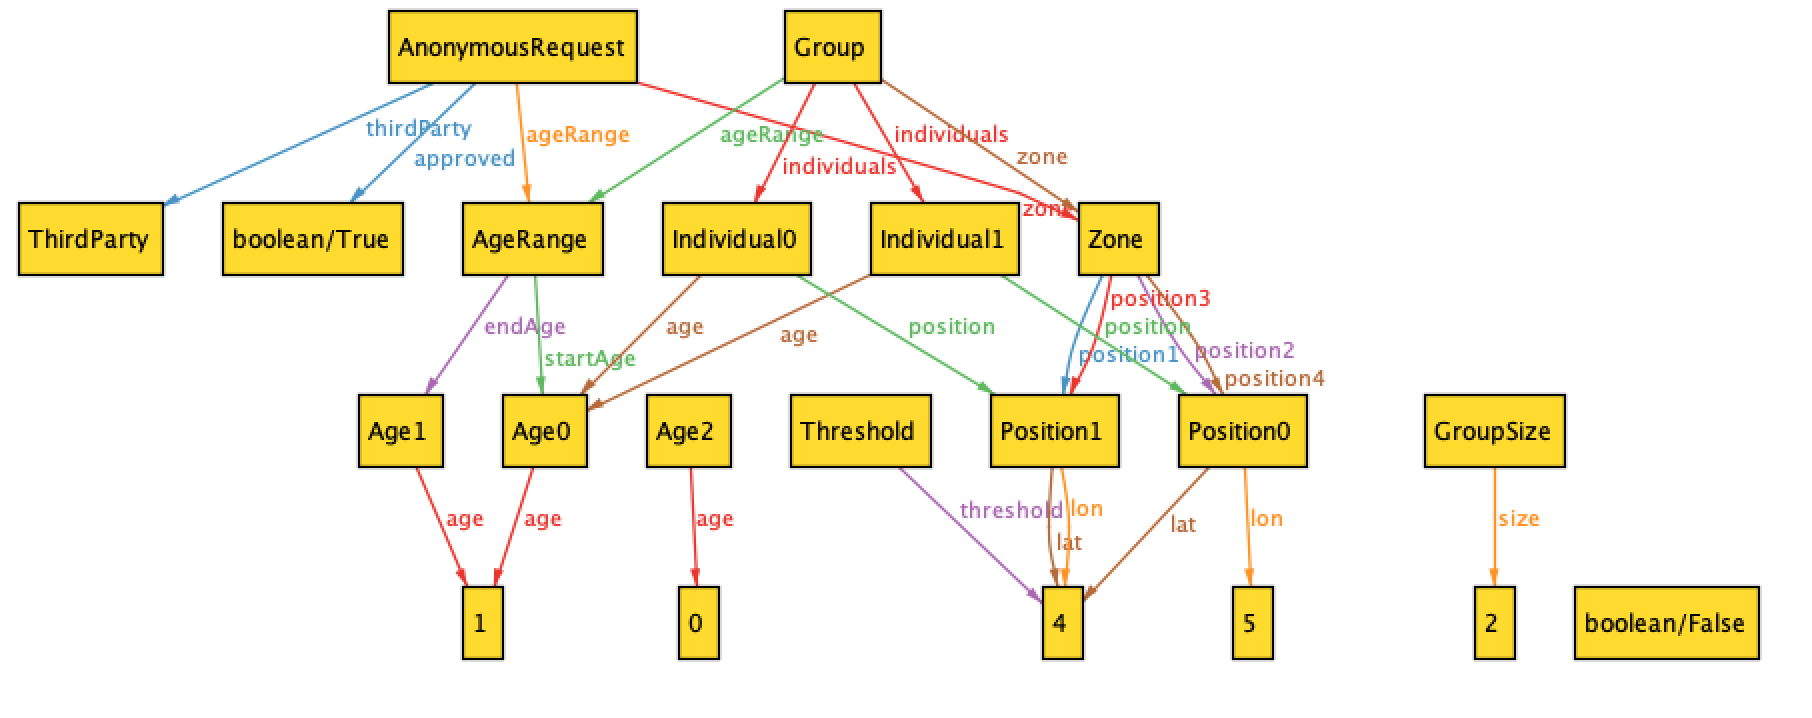 AnonymousRequest
Group
thirdParty
approved
ageRange
ageRange
individuals
individuals
zone
zone
ThirdParty
boolean/True
AgeRange
Individual0
Individual1
Zone
endAge
startAge
age
age
position
position3
position
position1
position2
position4
Age1
Age0
Age2
Threshold
Position1
Position0
GroupSize
age
age
age
threshold
lon
lat
lat
lon
size
1
0
4
5
2
boolean/False